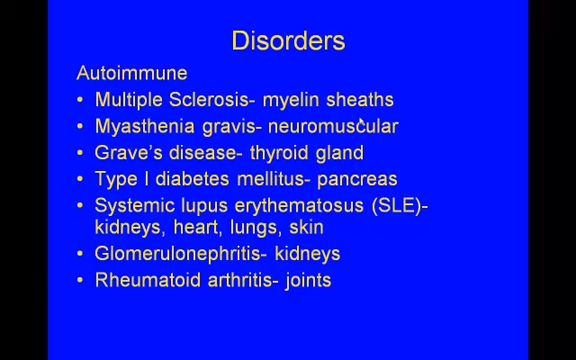 Disorders
Autoimmune
• Multiple Sclerosis- myelin sheaths
• Myasthenia gravis- neuromuscular
• Grave's disease- thyroid gland
• Type I diabetes mellitus- pancreas
• Systemic lupus erythematosus (SLE)-
kidneys, heart, lungs, skin
• Glomerulonephritis- kidneys
• Rheumatoid arthritis- joints